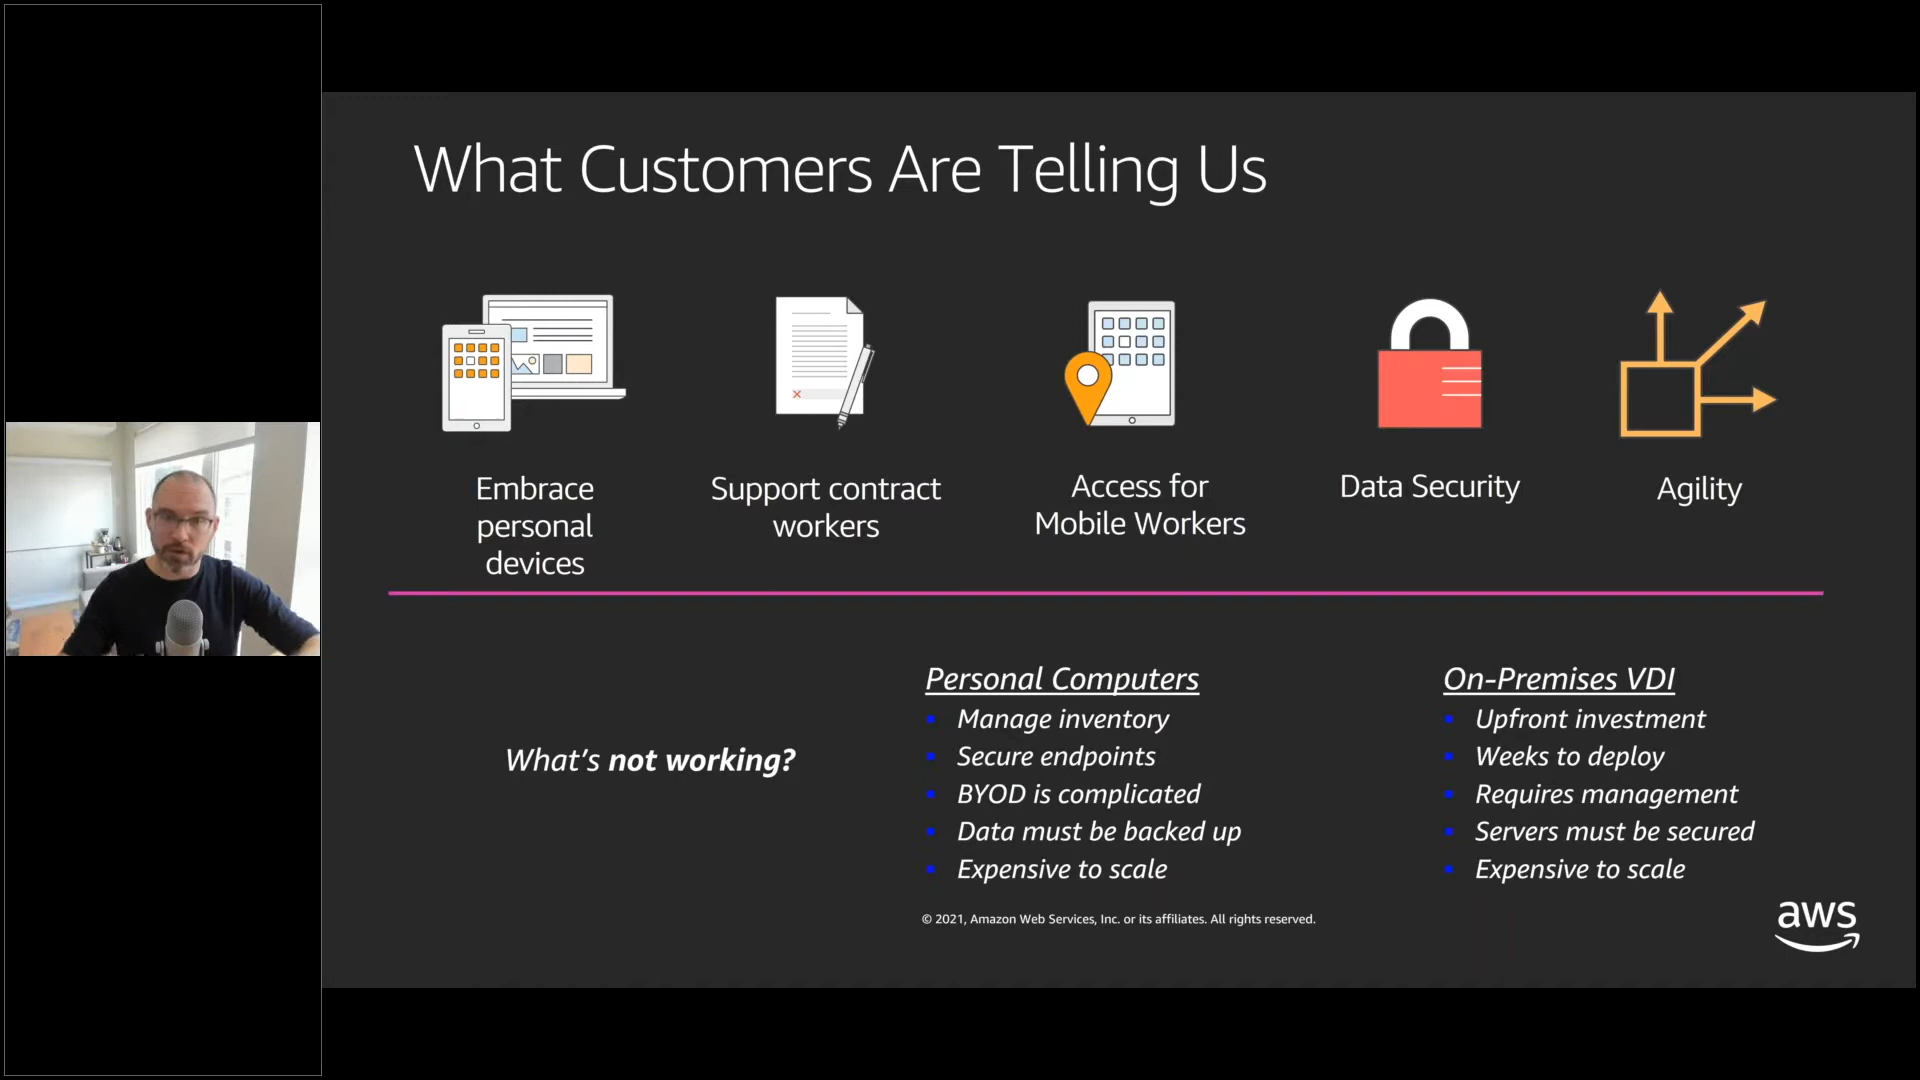 What Customers Are Telling Us
Embrace
personal
devices
Support contract
workers
Access for
Mobile Workers
Data Security
Agility
What’s not working?
Personal Computers
▪ Manage inventory
▪ Secure endpoints
▪ BYOD is complicated
▪ Data must be backed up
▪ Expensive to scale
On-Premises VDI
▪ Upfront investment
▪ Weeks to deploy
▪ Requires management
▪ Servers must be secured
▪ Expensive to scale
© 2021, Amazon Web Services, Inc. or its affiliates. All rights reserved.
aws